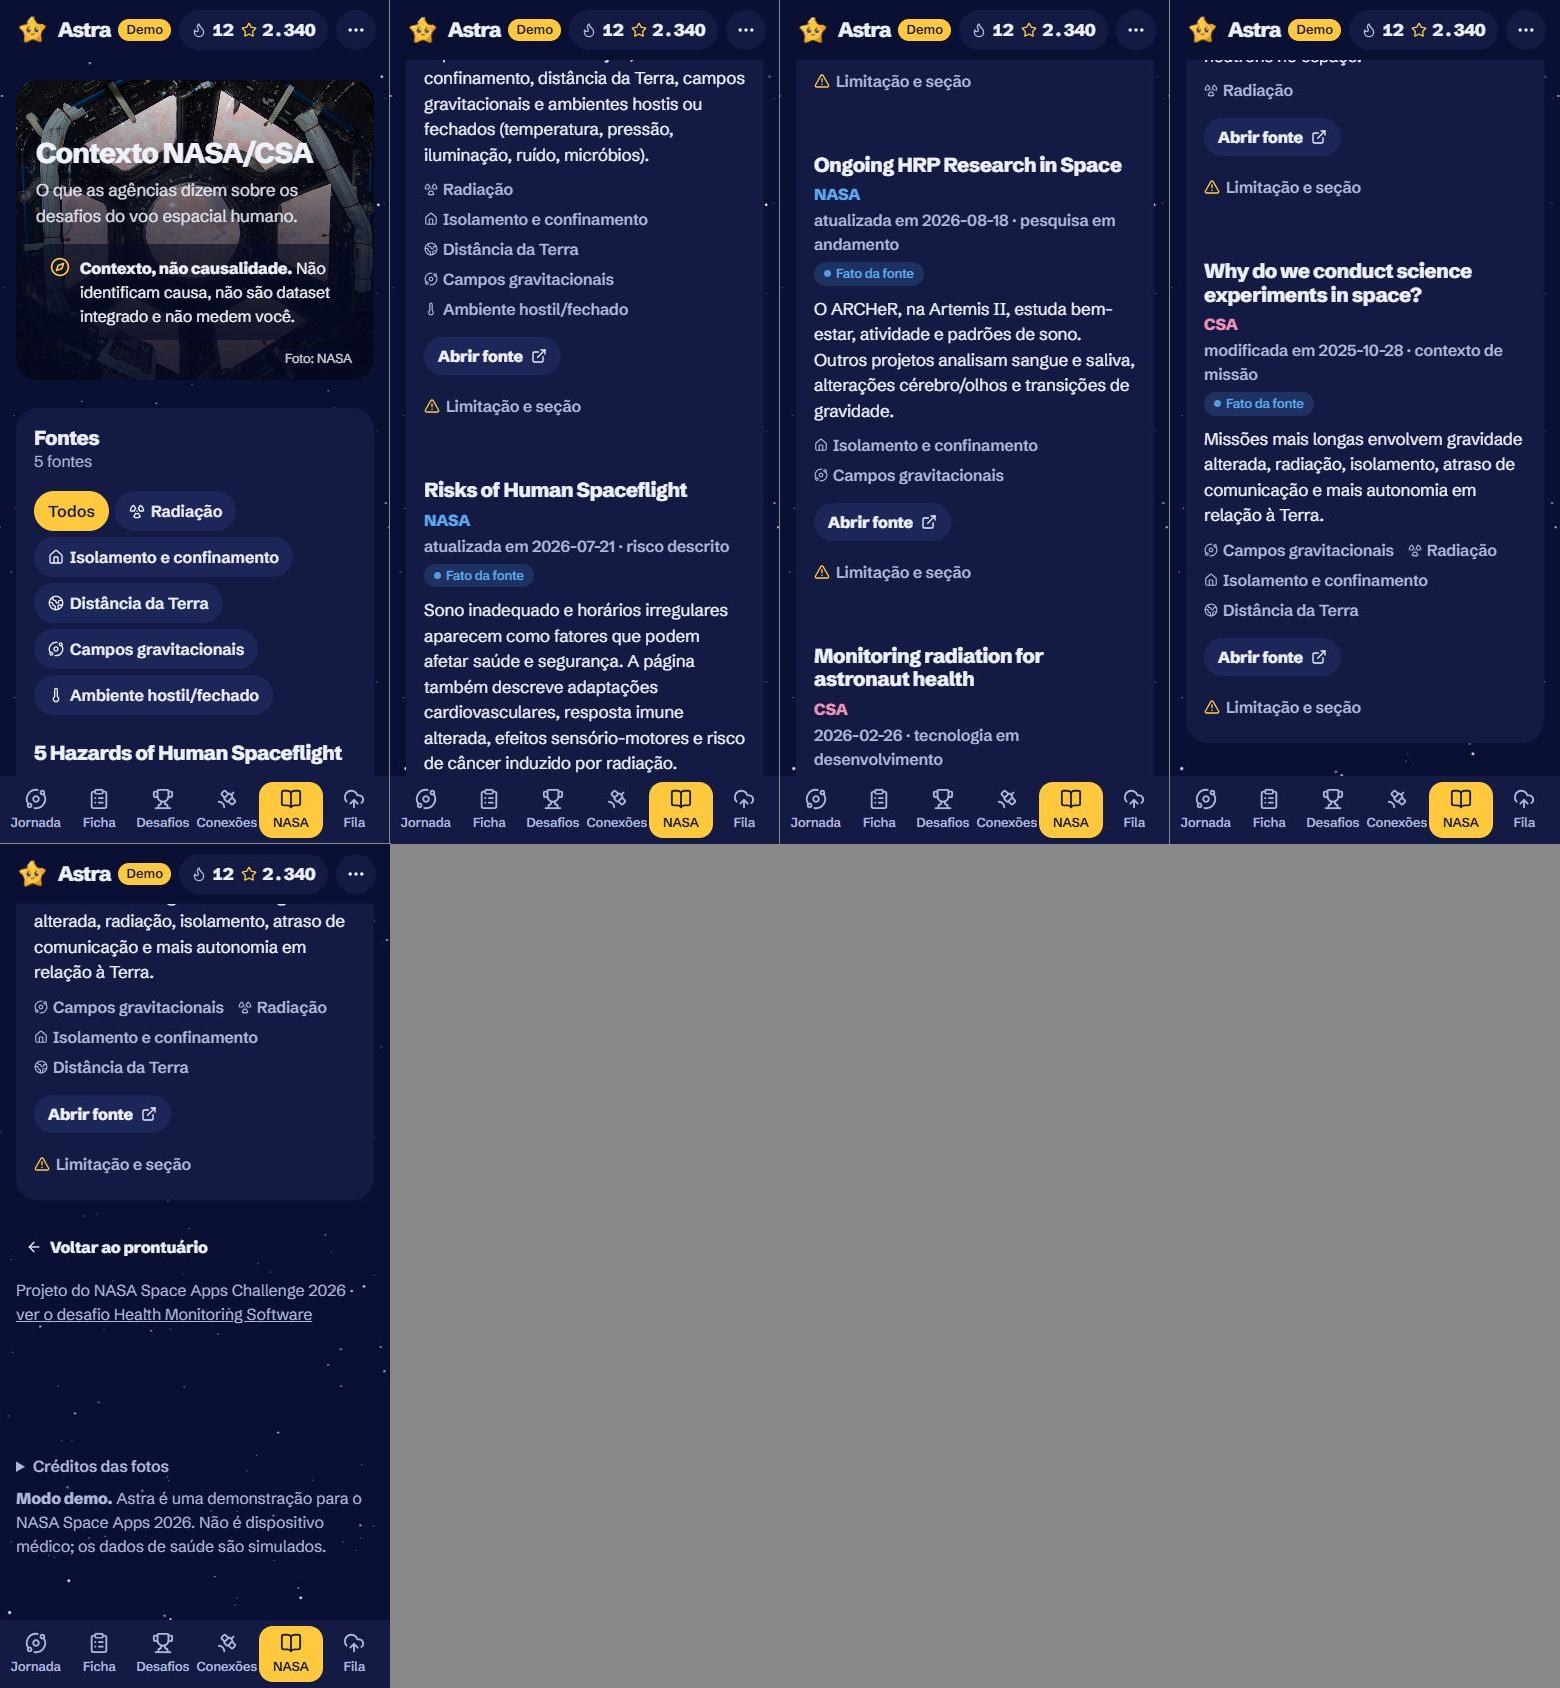 Astra Demo 12 2.340 ···
Contexto NASA/CSA
O que as agências dizem sobre os
desafios do voo espacial humano.
Contexto, não causalidade. Não
identificam causa, não são dataset
integrado e não medem você.
Foto: NASA
Fontes
5 fontes
Todos Radiação
Isolamento e confinamento
Distância da Terra
Campos gravitacionais
Ambiente hostil/fechado
5 Hazards of Human Spaceflight
Jornada Ficha Desafios Conexões NASA Fila
Astra Demo 12 2.340 ···
confinamento, distância da Terra, campos
gravitacionais e ambientes hostis ou
fechados (temperatura, pressão,
iluminação, ruído, micróbios).
Radiação
Isolamento e confinamento
Distância da Terra
Campos gravitacionais
Ambiente hostil/fechado
Abrir fonte
Limitação e seção
Risks of Human Spaceflight
NASA
atualizada em 2026-07-21 · risco descrito
Fato da fonte
Sono inadequado e horários irregulares
aparecem como fatores que podem
afetar saúde e segurança. A página
também descreve adaptações
cardiovasculares, resposta imune
alterada, efeitos sensório-motores e risco
de câncer induzido por radiação.
Jornada Ficha Desafios Conexões NASA Fila
Astra Demo 12 2.340 ···
Limitação e seção
Ongoing HRP Research in Space
NASA
atualizada em 2026-08-18 · pesquisa em
andamento
Fato da fonte
O ARCHeR, na Artemis II, estuda bem-
estar, atividade e padrões de sono.
Outros projetos analisam sangue e saliva,
alterações cérebro/olhos e transições de
gravidade.
Isolamento e confinamento
Campos gravitacionais
Abrir fonte
Limitação e seção
Monitoring radiation for
astronaut health
CSA
2026-02-26 · tecnologia em
desenvolvimento
Jornada Ficha Desafios Conexões NASA Fila
Astra Demo 12 2.340 ···
Radiação
Abrir fonte
Limitação e seção
Why do we conduct science
experiments in space?
CSA
modificada em 2025-10-28 · contexto de
missão
Fato da fonte
Missões mais longas envolvem gravidade
alterada, radiação, isolamento, atraso de
comunicação e mais autonomia em
relação à Terra.
Campos gravitacionais Radiação
Isolamento e confinamento
Distância da Terra
Abrir fonte
Limitação e seção
Jornada Ficha Desafios Conexões NASA Fila
Astra Demo 12 2.340 ···
alterada, radiação, isolamento, atraso de
comunicação e mais autonomia em
relação à Terra.
Campos gravitacionais Radiação
Isolamento e confinamento
Distância da Terra
Abrir fonte
Limitação e seção
Voltar ao prontuário
Projeto do NASA Space Apps Challenge 2026 ·
ver o desafio Health Monitoring Software
Créditos das fotos
Modo demo. Astra é uma demonstração para o
NASA Space Apps 2026. Não é dispositivo
médico; os dados de saúde são simulados.
Jornada Ficha Desafios Conexões NASA Fila